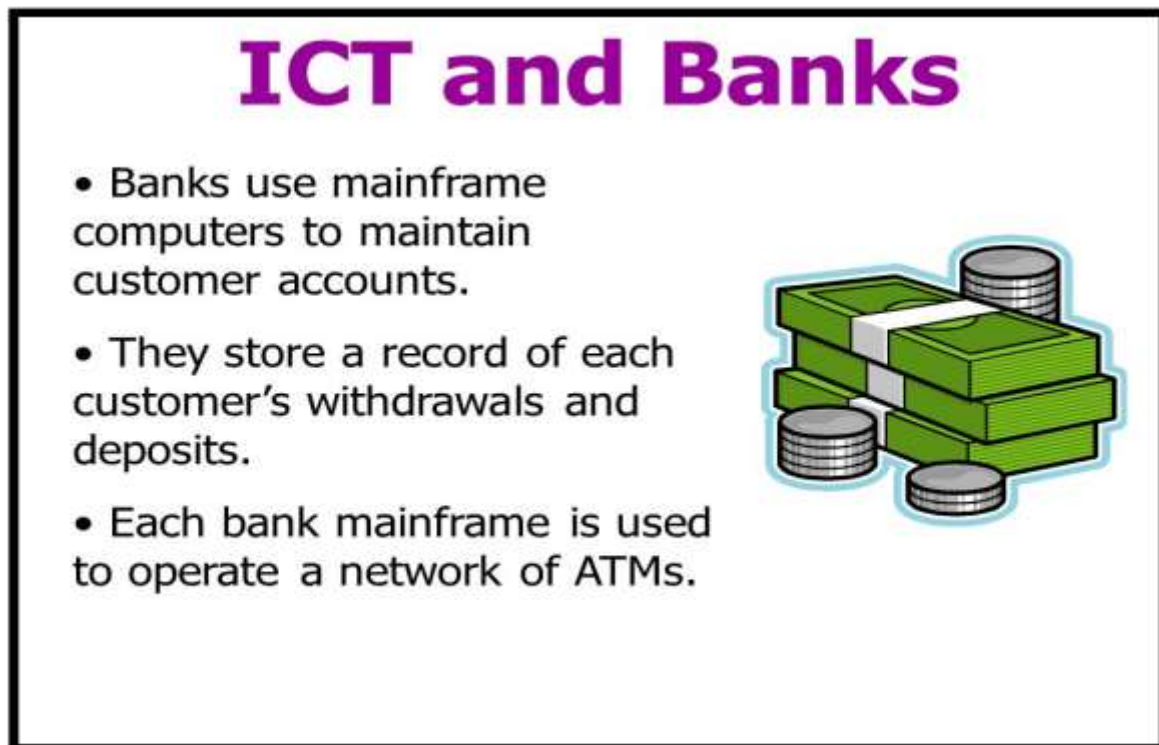 ICT and Banks
• Banks use mainframe
computers to maintain
customer accounts.
• They store a record of each
customer’s withdrawals and
deposits.
• Each bank mainframe is used
to operate a network of ATMs.